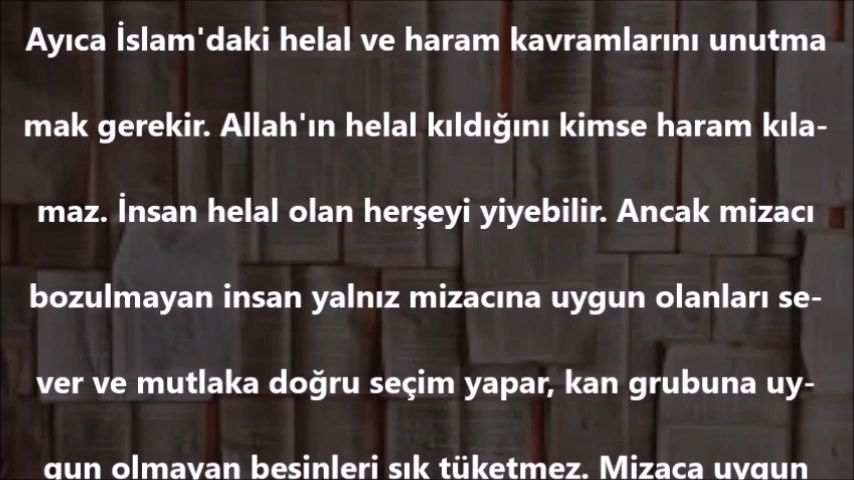 Ayıca İslam'daki helal ve haram kavramlarını unutma
mak gerekir. Allah'ın helal kıldığını kimse haram kıla-
maz. İnsan helal olan herşeyi yiyebilir. Ancak mizacı
bozulmayan insan yalnız mizacına uygun olanları se-
ver ve mutlaka doğru seçim yapar, kan grubuna uy-
gun olmayan besinleri sık tüketmez. Mizaca uygun